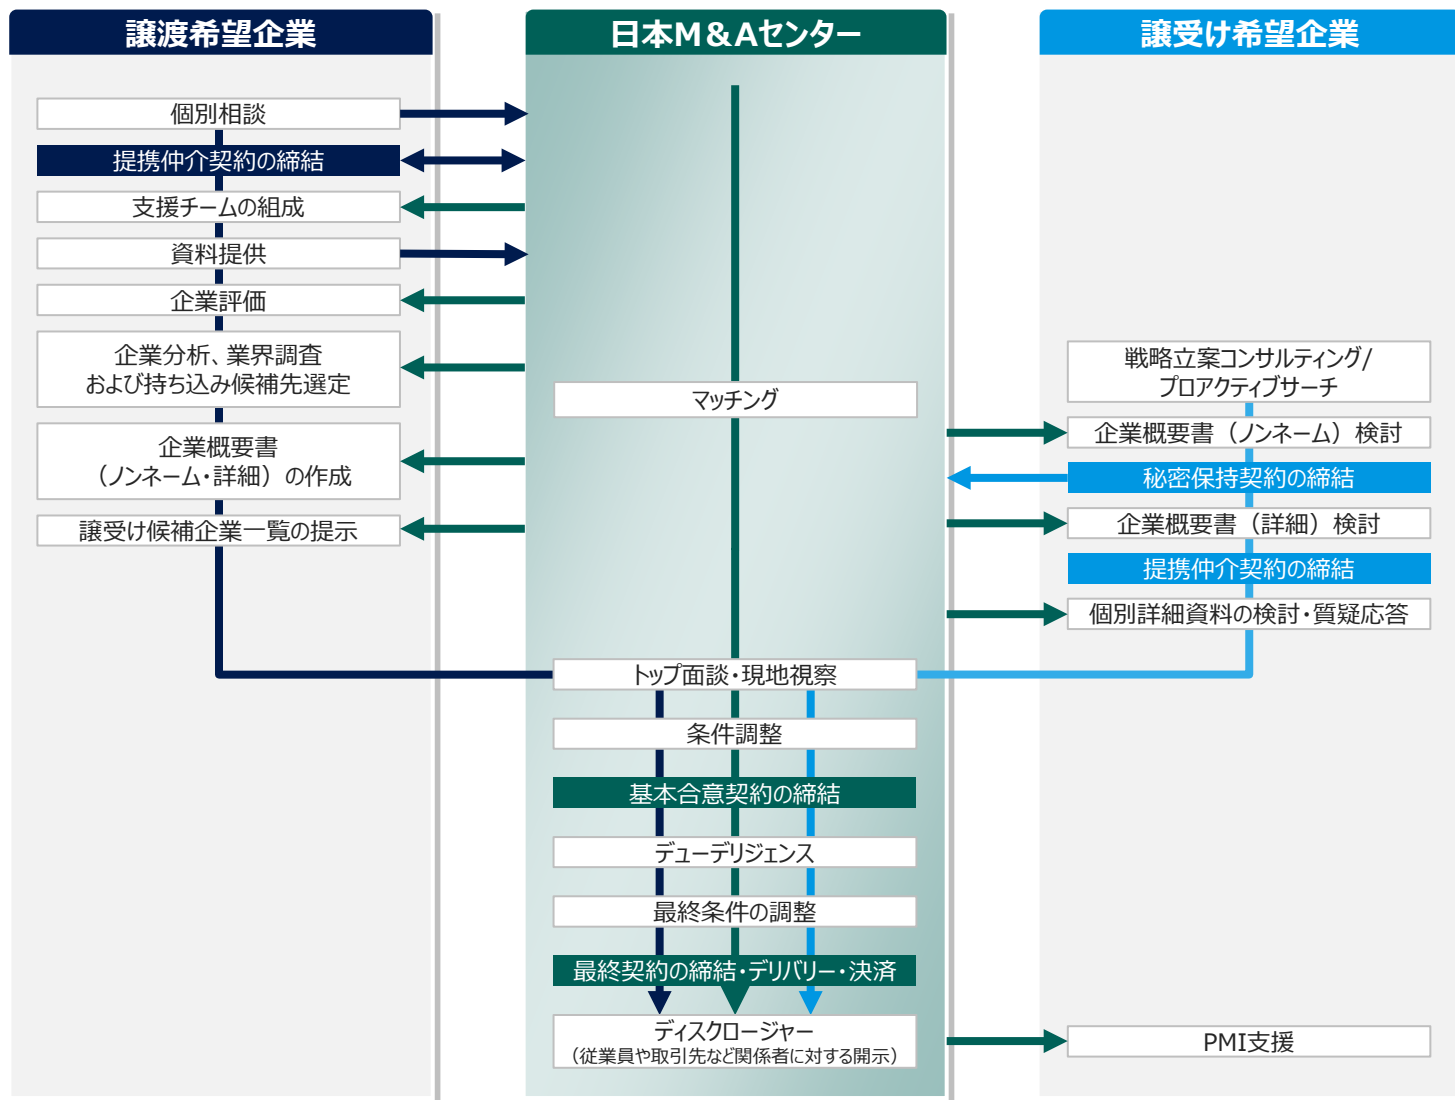 譲渡希望企業
個別相談
提携仲介契約の締結
支援チームの組成
資料提供
企業評価
企業分析、業界調査
および持ち込み候補先選定
企業概要書
（ノンネーム・詳細）の作成
譲受け候補企業一覧の提示
日本M&Aセンター
マッチング
トップ面談・現地視察
条件調整
基本合意契約の締結
デューデリジェンス
最終条件の調整
最終契約の締結・デリバリー・決済
ディスクロージャー
（従業員や取引先など関係者に対する開示）
譲受け希望企業
戦略立案コンサルティング/
プロアクティブサーチ
企業概要書（ノンネーム）検討
秘密保持契約の締結
企業概要書（詳細）検討
提携仲介契約の締結
個別詳細資料の検討・質疑応答
PMI支援